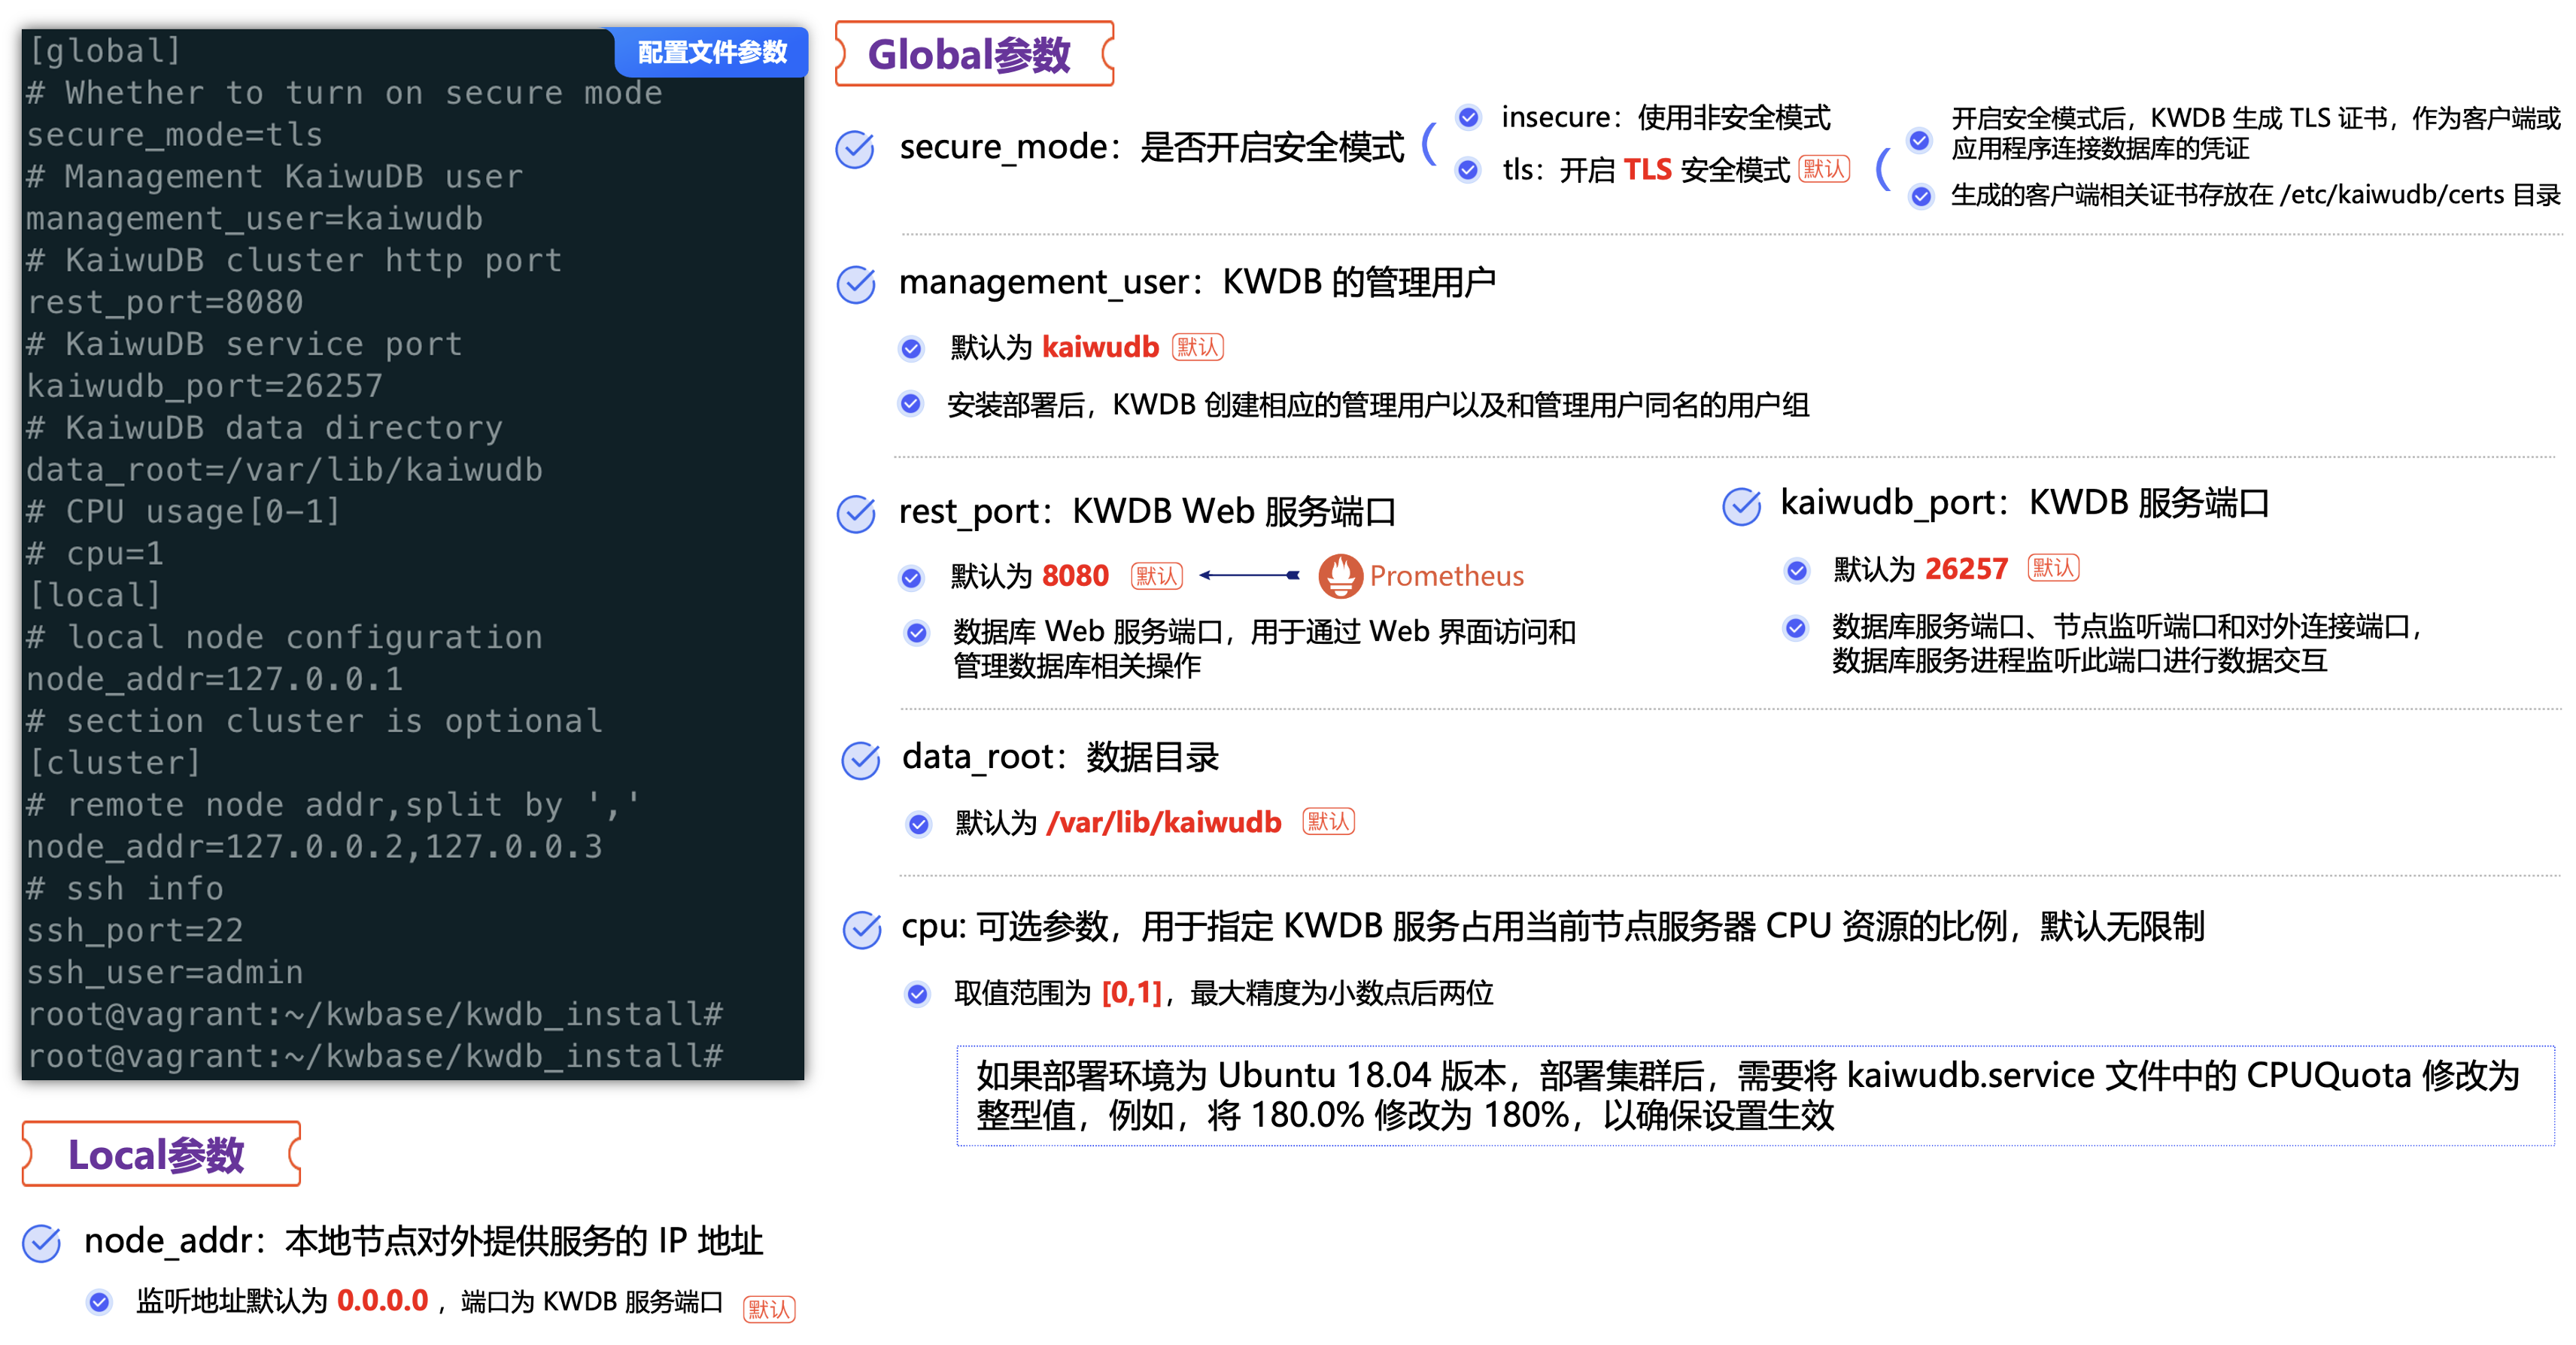 [global]
配置文件参数
# Whether to turn on secure mode
secure_mode=tls
# Management KaiwuDB user
management_user=kaiwudb
# KaiwuDB cluster http port
rest_port=8080
# KaiwuDB service port
kaiwudb_port=26257
# KaiwuDB data directory
data_root=/var/lib/kaiwudb
# CPU usage[0-1]
# cpu=1
[local]
# local node configuration
node_addr=127.0.0.1
# section cluster is optional
[cluster]
# remote node addr,split by ','
node_addr=127.0.0.2,127.0.0.3
# ssh info
ssh_port=22
ssh_user=admin
root@vagrant:~/kwbase/kwdb_install#
root@vagrant:~/kwbase/kwdb_install#
Local参数
node_addr：本地节点对外提供服务的 IP 地址
监听地址默认为 0.0.0.0 ，端口为 KWDB 服务端口 默认
Global参数
secure_mode：是否开启安全模式
insecure：使用非安全模式
tls：开启 TLS 安全模式 默认
开启安全模式后，KWDB 生成 TLS 证书，作为客户端或
应用程序连接数据库的凭证
生成的客户端相关证书存放在 /etc/kaiwudb/certs 目录
management_user：KWDB 的管理用户
默认为 kaiwudb 默认
安装部署后，KWDB 创建相应的管理用户以及和管理用户同名的用户组
rest_port：KWDB Web 服务端口
默认为 8080 默认 Prometheus
数据库 Web 服务端口，用于通过 Web 界面访问和
管理数据库相关操作
kaiwudb_port：KWDB 服务端口
默认为 26257 默认
数据库服务端口、节点监听端口和对外连接端口，
数据库服务进程监听此端口进行数据交互
data_root：数据目录
默认为 /var/lib/kaiwudb 默认
cpu: 可选参数，用于指定 KWDB 服务占用当前节点服务器 CPU 资源的比例，默认无限制
取值范围为 [0,1]，最大精度为小数点后两位
如果部署环境为 Ubuntu 18.04 版本，部署集群后，需要将 kaiwudb.service 文件中的 CPUQuota 修改为
整型值，例如，将 180.0% 修改为 180%，以确保设置生效